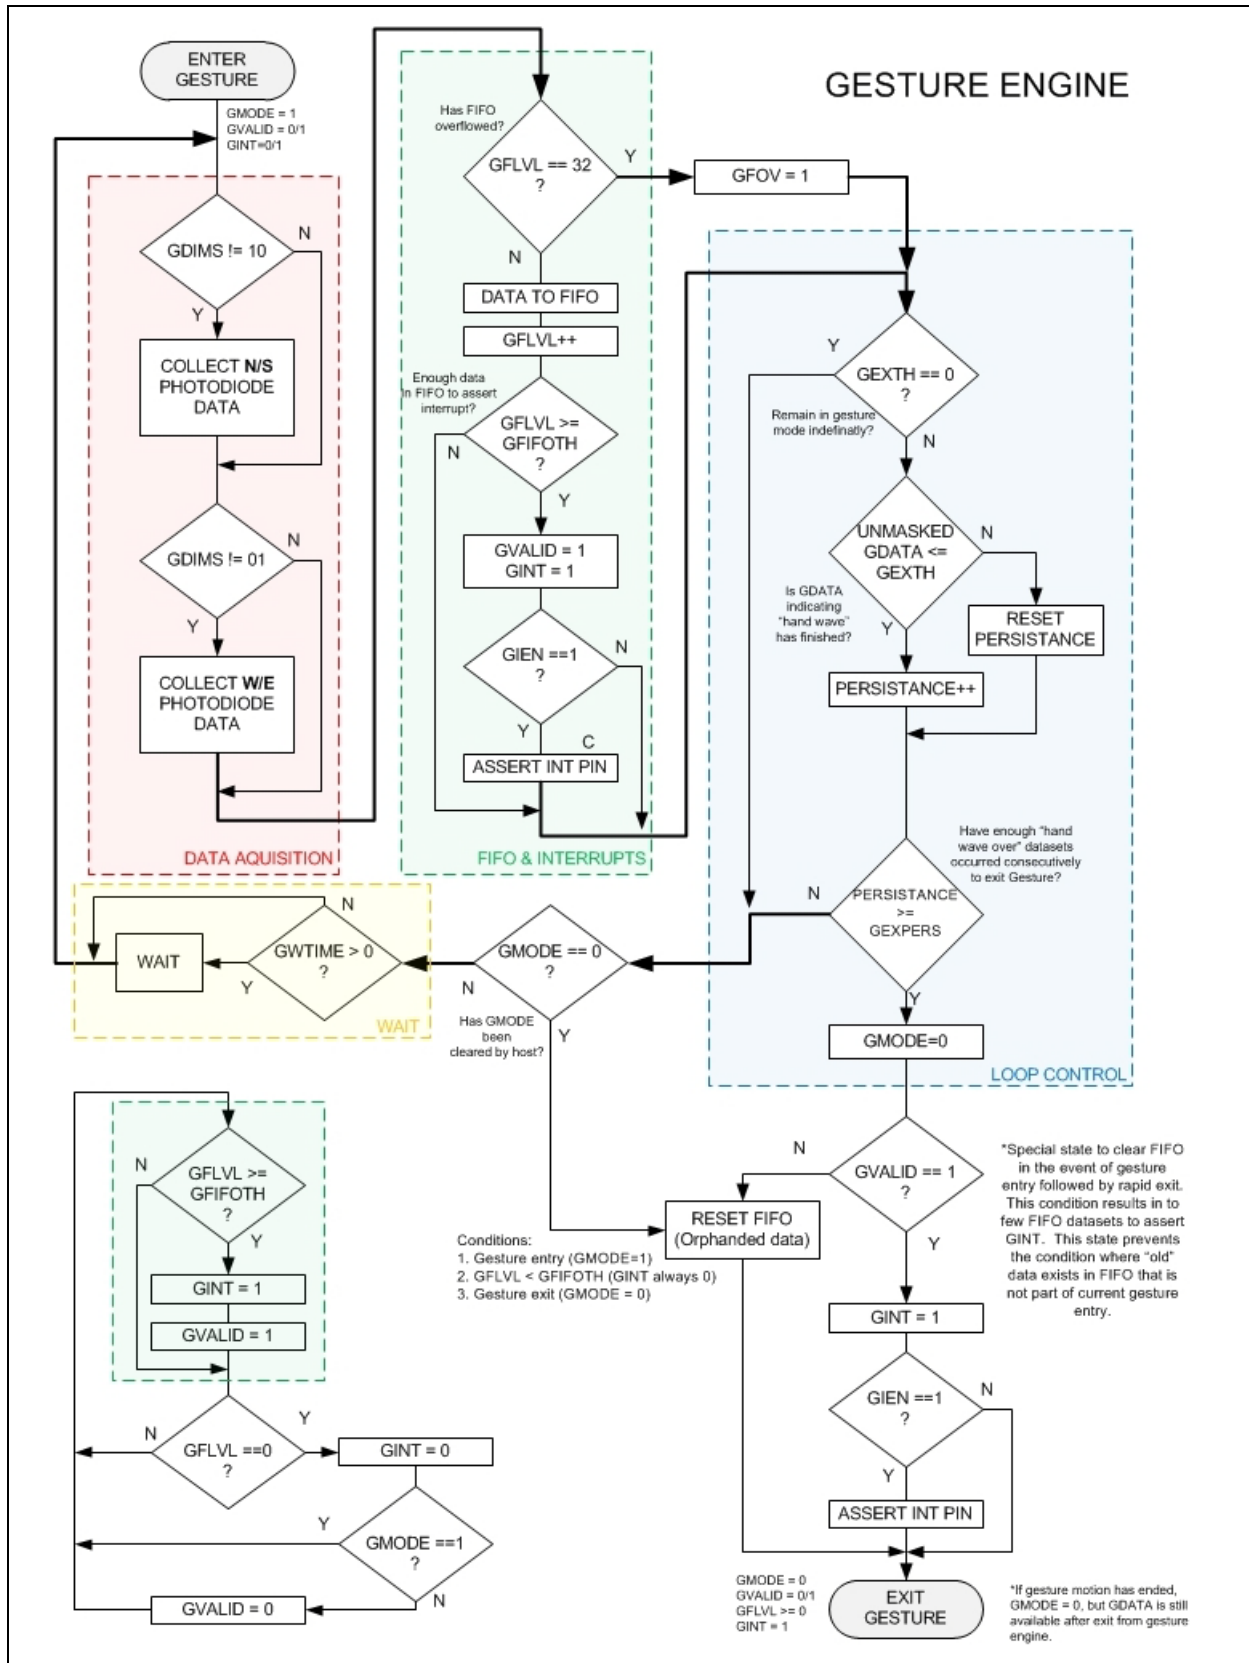 GESTURE ENGINE
ENTER
GESTURE
GMODE = 1
GVALID = 0/1
GINT=0/1
GDIMS != 10
N
Y
COLLECT N/S
PHOTODIODE
DATA
GDIMS != 01
N
Y
COLLECT W/E
PHOTODIODE
DATA
DATA AQUISITION
Has FIFO
overflowed?
GFLVL == 32
?
Y
N
GFOV = 1
DATA TO FIFO
GFLVL++
Enough data
in FIFO to assert
interrupt?
GFLVL >=
GFIFOTH
?
N
Y
GVALID = 1
GINT = 1
GIEN ==1
?
N
Y
C
ASSERT INT PIN
FIFO & INTERRUPTS
Y
GEXTH == 0
?
Remain in gesture
mode indefinatly?
N
UNMASKED
GDATA <=
GEXTH
N
Is GDATA
indicating
"hand wave"
has finished?
Y
RESET
PERSISTANCE
PERSISTANCE++
Have enough "hand
wave over" datasets
occurred consecutively
to exit Gesture?
N
PERSISTANCE
>=
GEXPERS
Y
GMODE=0
LOOP CONTROL
WAIT
N
GWTIME > 0
?
Y
WAIT
GMODE == 0
?
N
Has GMODE
been
cleared by host?
Y
GFLVL >=
GFIFOTH
?
N
Y
GINT = 1
GVALID = 1
GFLVL ==0
?
N
Y
GINT = 0
GMODE ==1
?
Y
N
GVALID = 0
N
GVALID == 1
?
Y
RESET FIFO
(Orphanded data)
Conditions:
1. Gesture entry (GMODE=1)
2. GFLVL < GFIFOTH (GINT always 0)
3. Gesture exit (GMODE = 0)
*Special state to clear FIFO
in the event of gesture
entry followed by rapid exit.
This condition results in to
few FIFO datasets to assert
GINT. This state prevents
the condition where "old"
data exists in FIFO that is
not part of current gesture
entry.
GINT = 1
GIEN ==1
?
N
Y
ASSERT INT PIN
GMODE = 0
GVALID = 0/1
GFLVL >= 0
GINT = 1
EXIT
GESTURE
*If gesture motion has ended,
GMODE = 0, but GDATA is still
available after exit from gesture
engine.